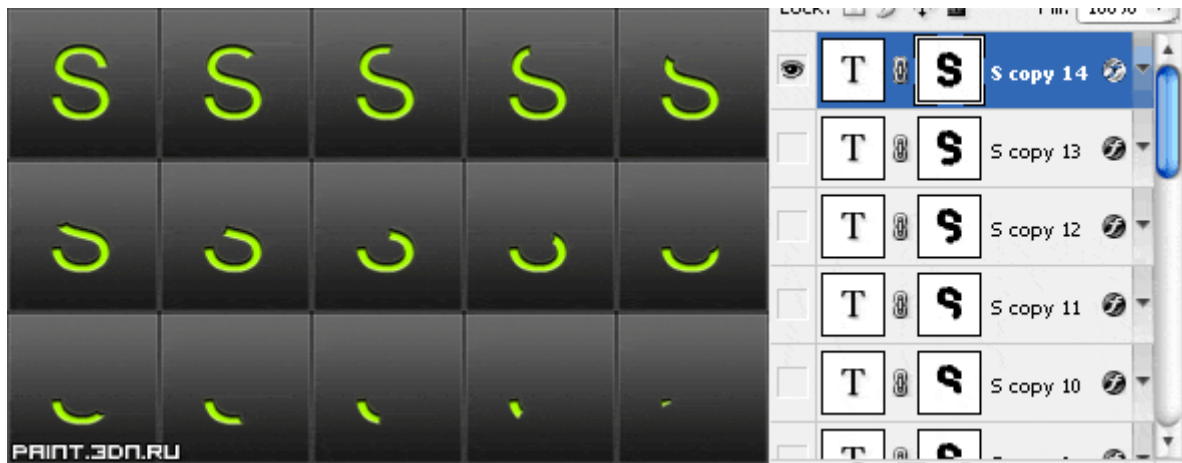 S
S
S
S
S
PAINT.3DN.RU
T S S copy 14
T S S copy 13
T S S copy 12
T S copy 11
T S copy 10